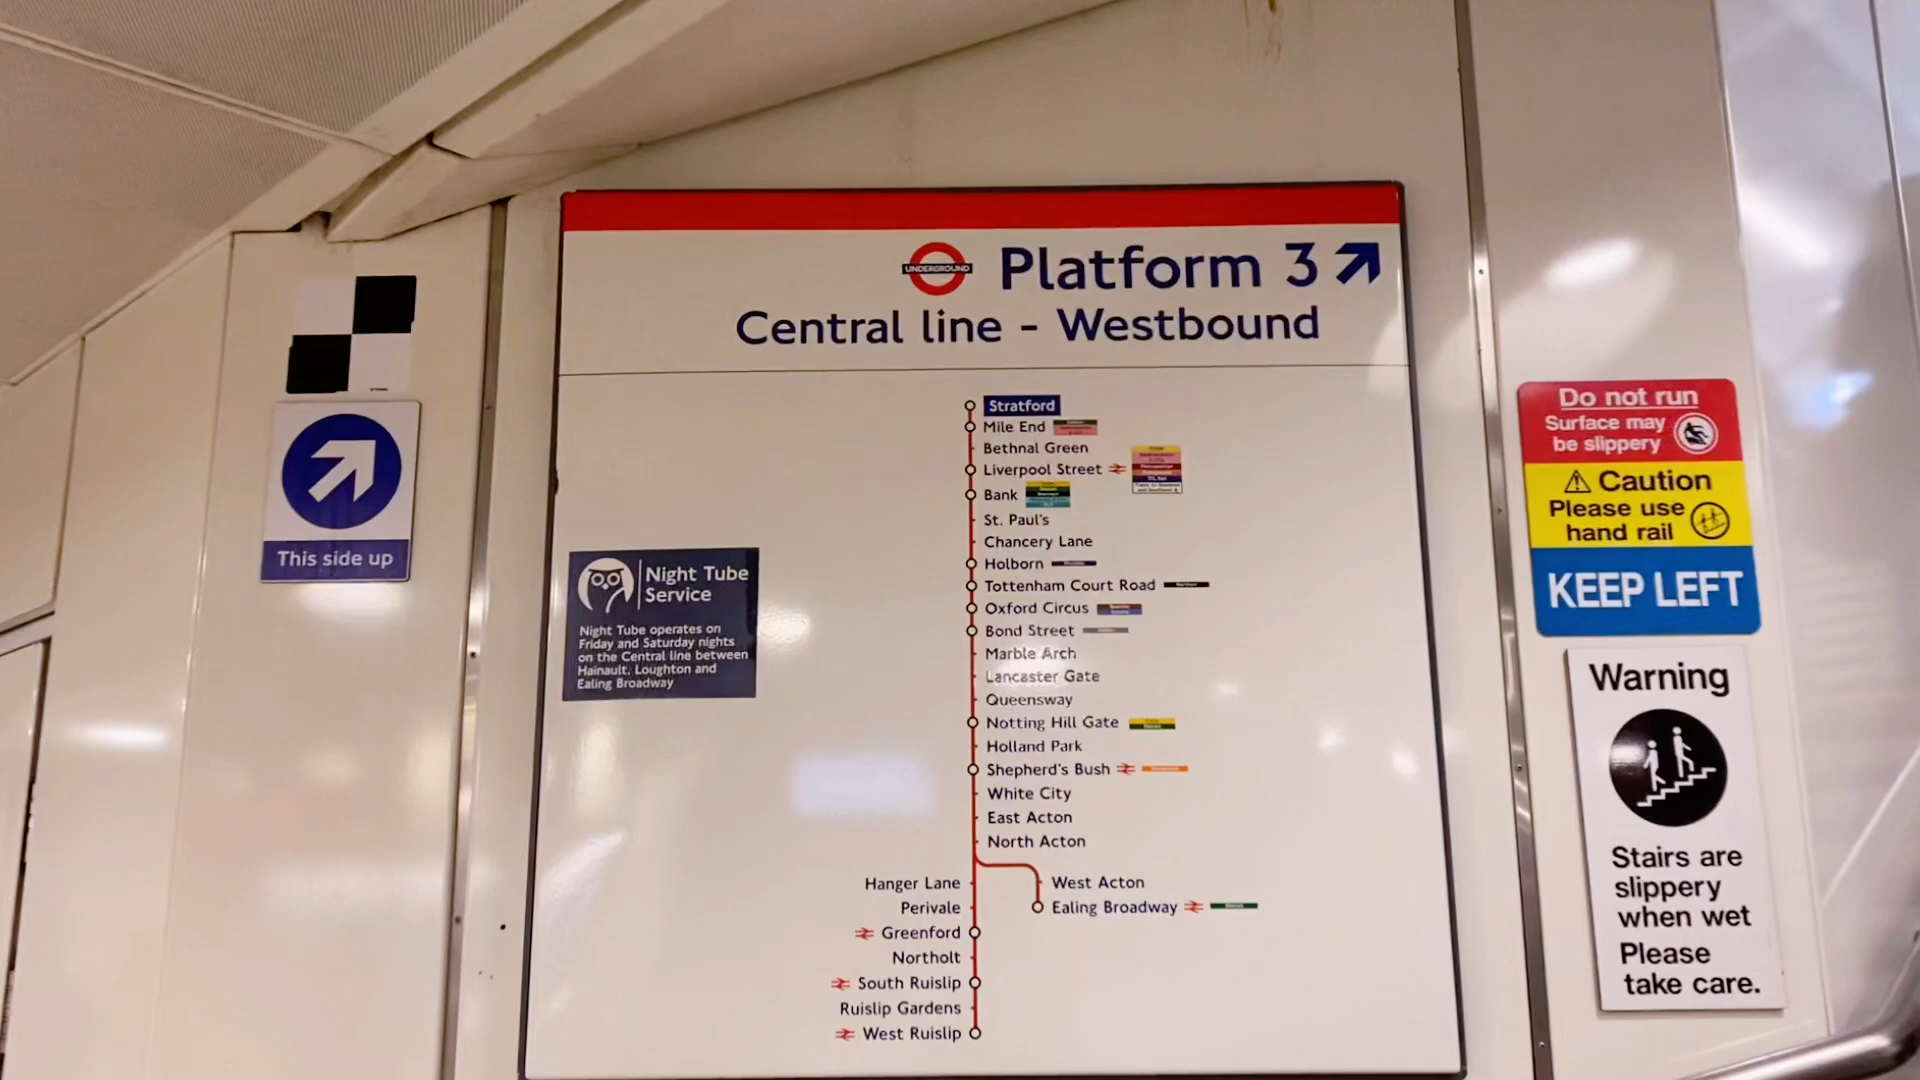 UNDERGROUND
Platform 3
Central line - Westbound
This side up
Night Tube
Service
Night Tube operates on
Friday and Saturday nights
on the Central line between
Hainault, Loughton and
Ealing Broadway
Stratford
Mile End
Bethnal Green
Liverpool Street
Bank
St. Paul's
Chancery Lane
Holborn
Tottenham Court Road
Oxford Circus
Bond Street
Marble Arch
Lancaster Gate
Queensway
Notting Hill Gate
Holland Park
Shepherd's Bush
White City
East Acton
North Acton
West Acton
Ealing Broadway
Hanger Lane
Perivale
Greenford
Northolt
South Ruislip
Ruislip Gardens
West Ruislip
Do not run
Surface may
be slippery
Caution
Please use
hand rail
KEEP LEFT
Warning
Stairs are
slippery
when wet
Please
take care.